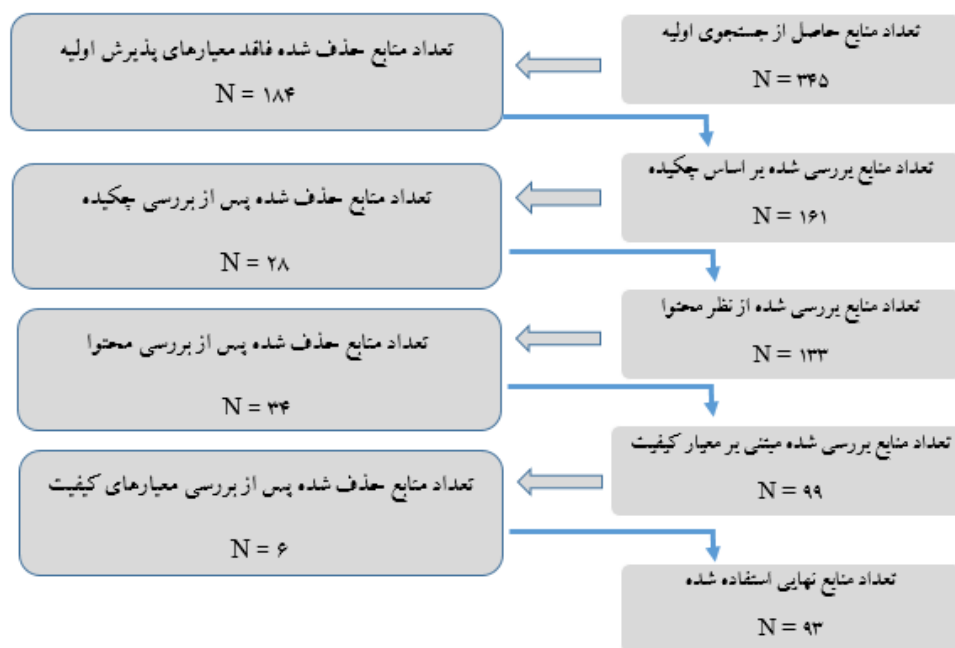 تعداد منابع حاصل از جستجوی اولیه
N = ۳۴۵
تعداد منابع حذف شده فاقد معیارهای پذیرش اولیه
N = ۱۸۴
تعداد منابع بررسی شده بر اساس چکیده
N = ۱۶۱
تعداد منابع حذف شده پس از بررسی چکیده
N = ۲۸
تعداد منابع بررسی شده از نظر محتوا
N = ۱۳۳
تعداد منابع حذف شده پس از بررسی محتوا
N = ۳۴
تعداد منابع بررسی شده مبتنی بر معیار کیفیت
N = ۹۹
تعداد منابع حذف شده پس از بررسی معیارهای کیفیت
N = ۶
تعداد منابع نهایی استفاده شده
N = ۹۳